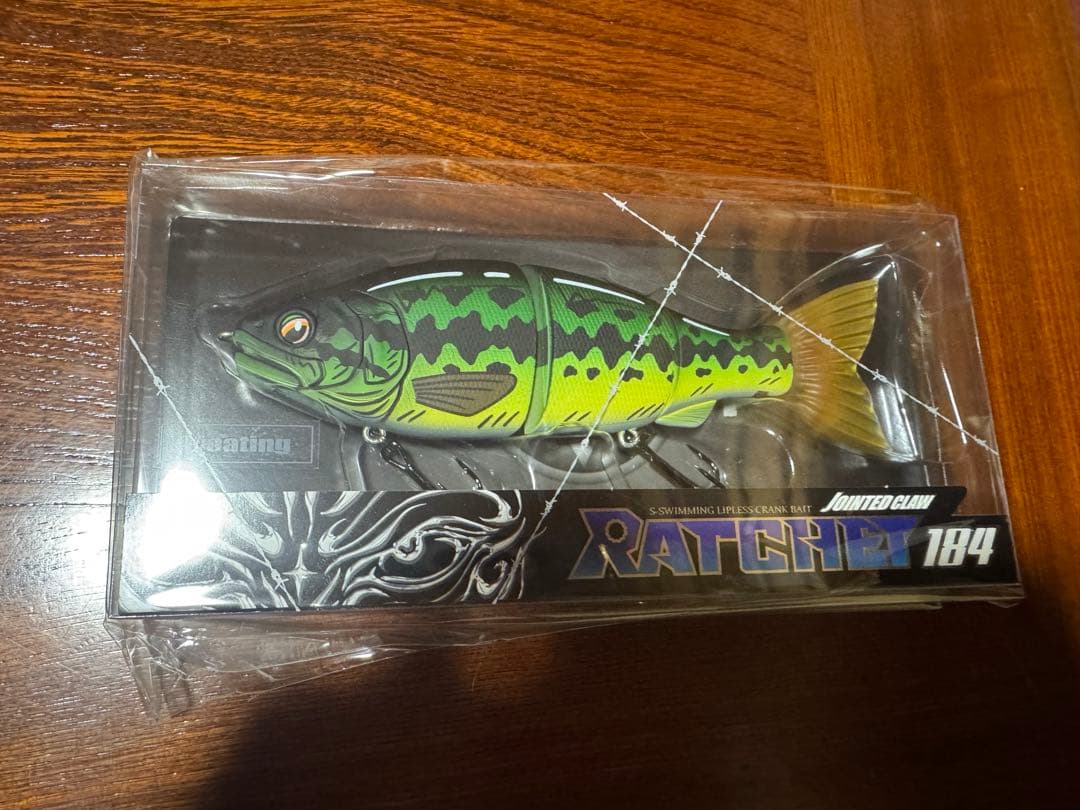 Floating
S-SWIMMING LIPLESS CRANK BAIT
JOINTED CLAW
RATCHET
184